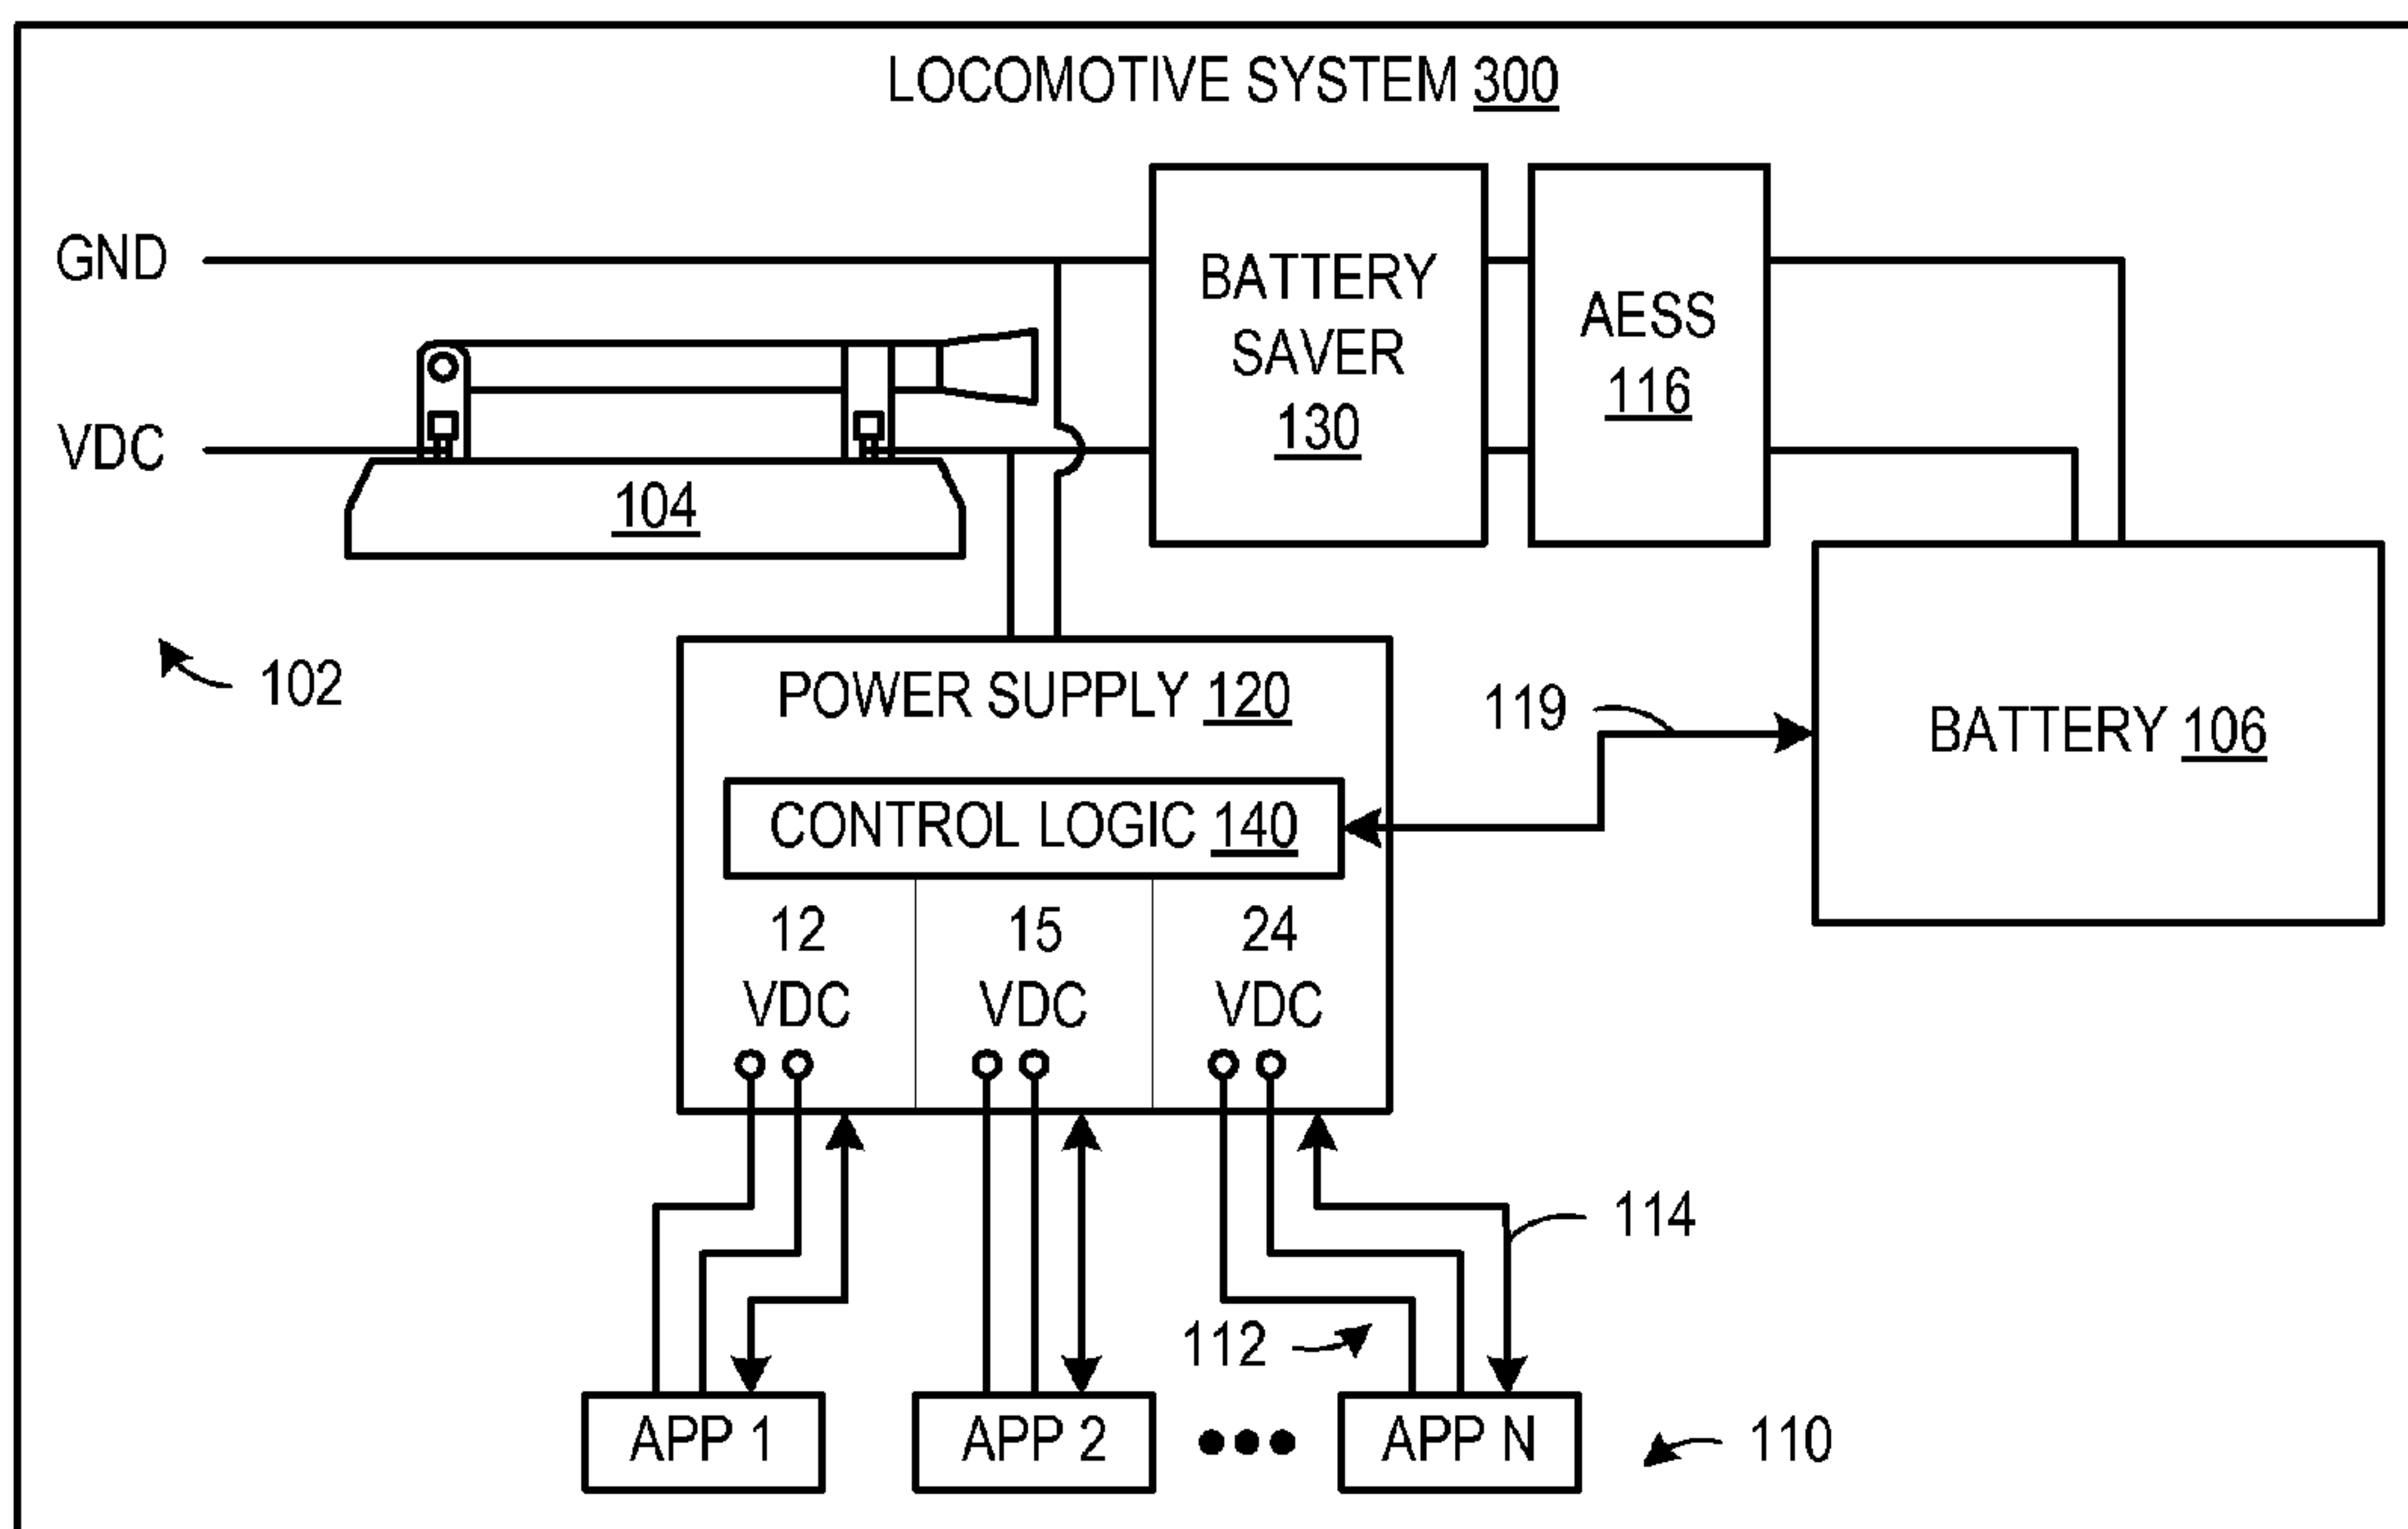 LOCOMOTIVE SYSTEM 300
GND
BATTERY
SAVER
130
AESS
116
VDC
104
102
POWER SUPPLY 120
119
BATTERY 106
CONTROL LOGIC 140
12
VDC
15
VDC
24
VDC
114
112
APP 1
APP 2
APP N
110